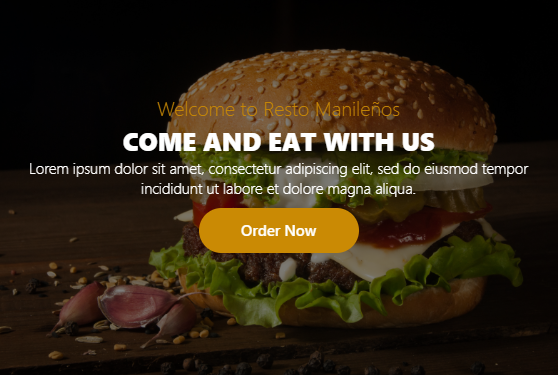 Welcome to Resto Manileños
COME AND EAT WITH US
Lorem ipsum dolor sit amet, consectetur adipiscing elit, sed do eiusmod tempor
incididunt ut labore et dolore magna aliqua.
Order Now